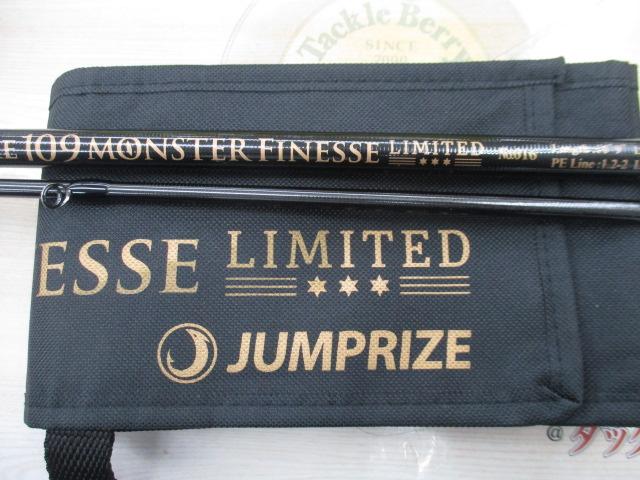 Tackle Berry
SINCE
2000
E 109 MONSTER FINESSE LIMITED No.016
PE Line :1.2-2 L
ESSE LIMITED
JUMPRIZE
@タック